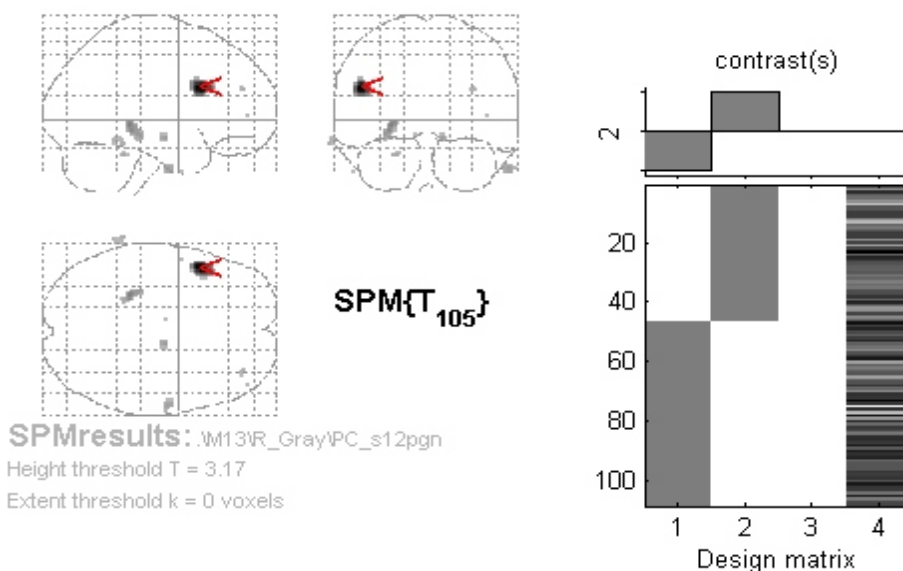 SPM{T105}
SPMresults: .\M13\R_Gray\PC_s12pgn
Height threshold T = 3.17
Extent threshold k = 0 voxels
contrast(s)
2
20
40
60
80
100
1 2 3 4
Design matrix